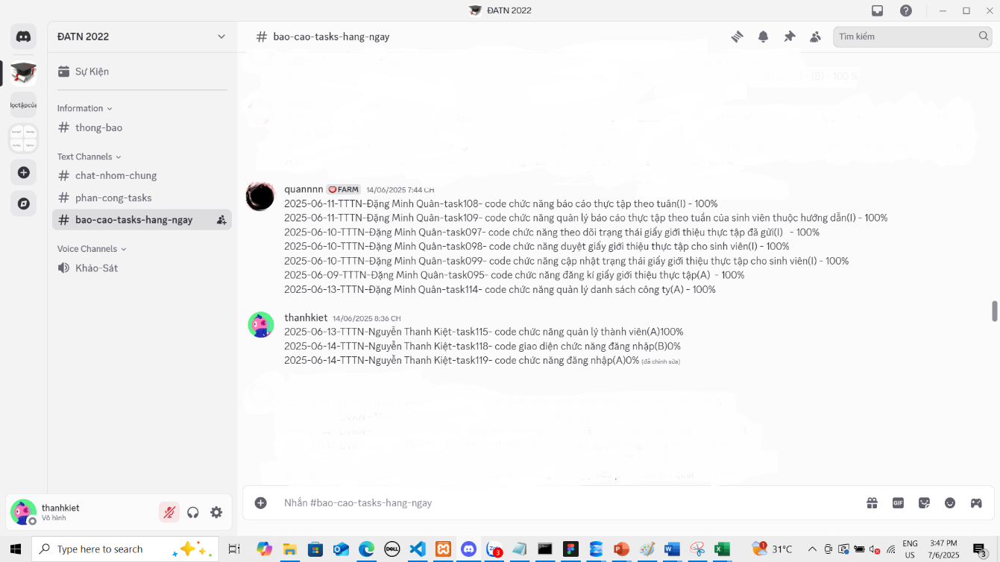 ĐATN 2022
ĐATN 2022
# bao-cao-tasks-hang-ngay
Tìm kiếm
Sự Kiện
(B) - 100 %
lọctậpcủa
Information
# thong-bao
Text Channels
# chat-nhom-chung
# phan-cong-tasks
# bao-cao-tasks-hang-ngay
Voice Channels
Khảo-Sát
quannnn FARM 14/06/2025 7:44 CH
2025-06-11-TTTN-Đặng Minh Quân-task108- code chức năng báo cáo thực tập theo tuần(I) - 100%
2025-06-11-TTTN-Đặng Minh Quân-task109- code chức năng quản lý báo cáo thực tập theo tuần của sinh viên thuộc hướng dẫn(I) - 100%
2025-06-10-TTTN-Đặng Minh Quân-task097- code chức năng theo dõi trạng thái giấy giới thiệu thực tập đã gửi(I) - 100%
2025-06-10-TTTN-Đặng Minh Quân-task098- code chức năng duyệt giấy giới thiệu thực tập cho sinh viên(I) - 100%
2025-06-10-TTTN-Đặng Minh Quân-task099- code chức năng cập nhật trạng thái giấy giới thiệu thực tập cho sinh viên(I) - 100%
2025-06-09-TTTN-Đặng Minh Quân-task095- code chức năng đăng kí giấy giới thiệu thực tập(A) - 100%
2025-06-13-TTTN-Đặng Minh Quân-task114- code chức năng quản lý danh sách công ty(A) - 100%
thanhkiet 14/06/2025 8:36 CH
2025-06-13-TTTN-Nguyễn Thanh Kiệt-task115- code chức năng quản lý thành viên(A)100%
2025-06-14-TTTN-Nguyễn Thanh Kiệt-task118- code giao diện chức năng đăng nhập(B)0%
2025-06-14-TTTN-Nguyễn Thanh Kiệt-task119- code chức năng đăng nhập(A)0% (đã chỉnh sửa)
thanhkiet
Vô hình
Nhắn #bao-cao-tasks-hang-ngay
GIF
Type here to search
DELL
3
1
31°C
ENG
US
3:47 PM
7/6/2025
3